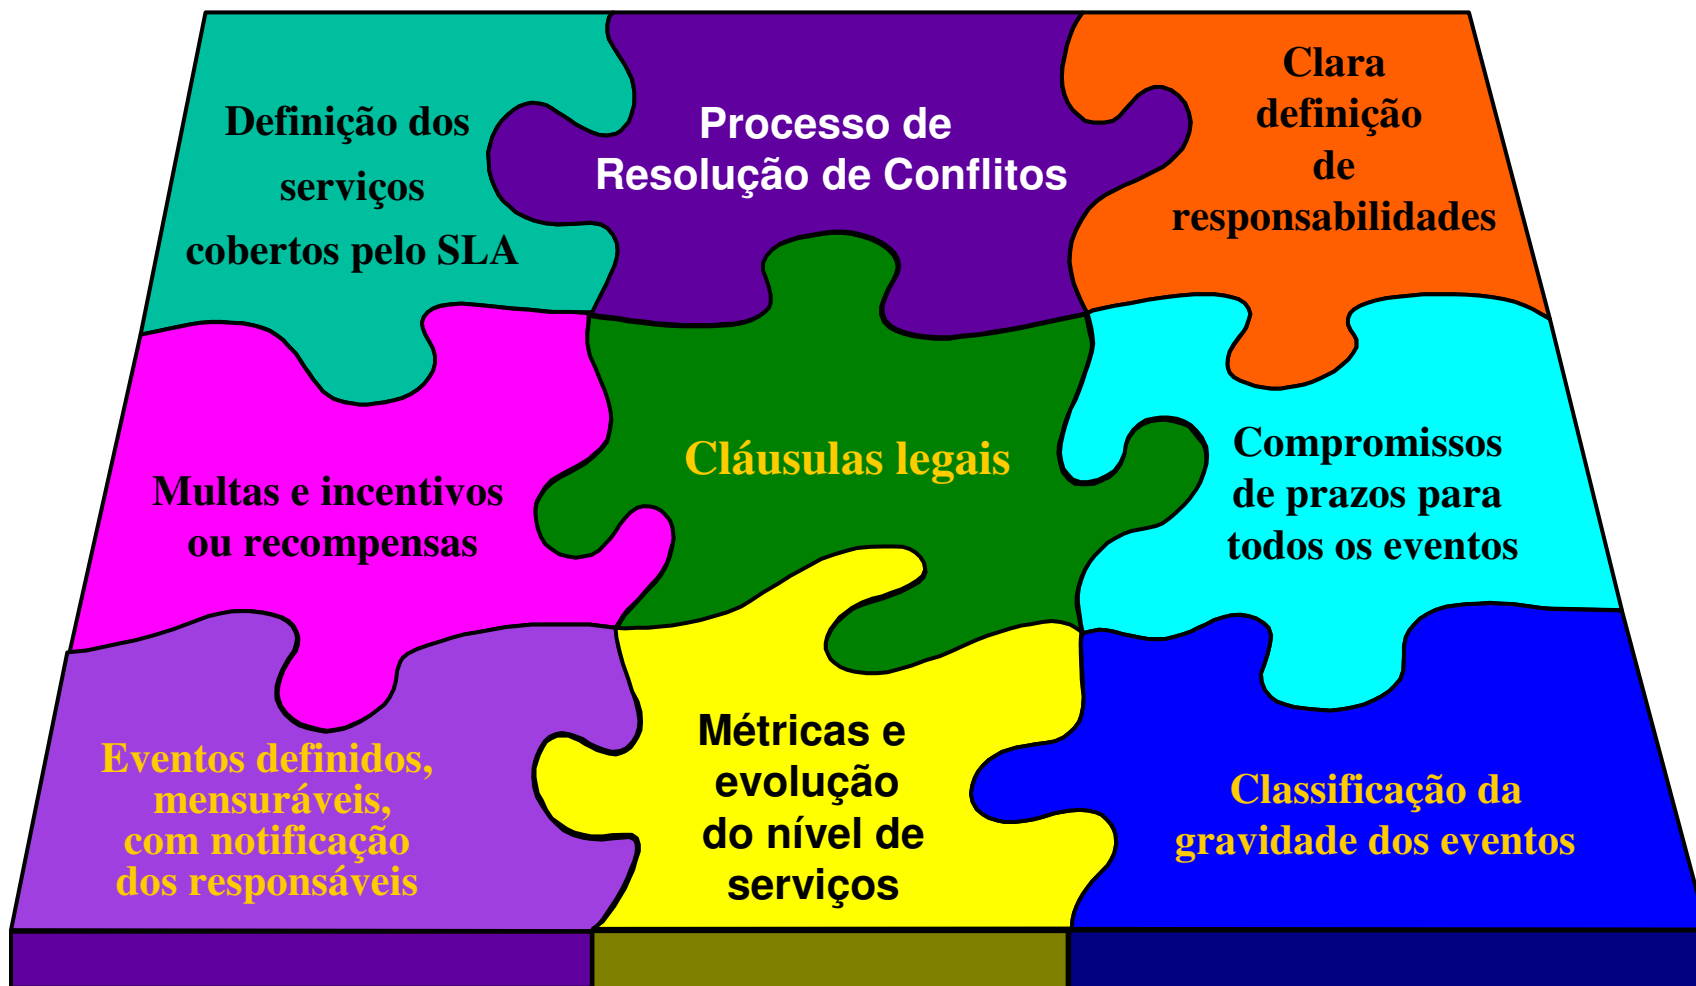 Definição dos
serviços
cobertos pelo SLA
Processo de
Resolução de Conflitos
Clara
definição
de
responsabilidades
Multas e incentivos
ou recompensas
Cláusulas legais
Compromissos
de prazos para
todos os eventos
Eventos definidos,
mensuráveis,
com notificação
dos responsáveis
Métricas e
evolução
do nível de
serviços
Classificação da
gravidade dos eventos